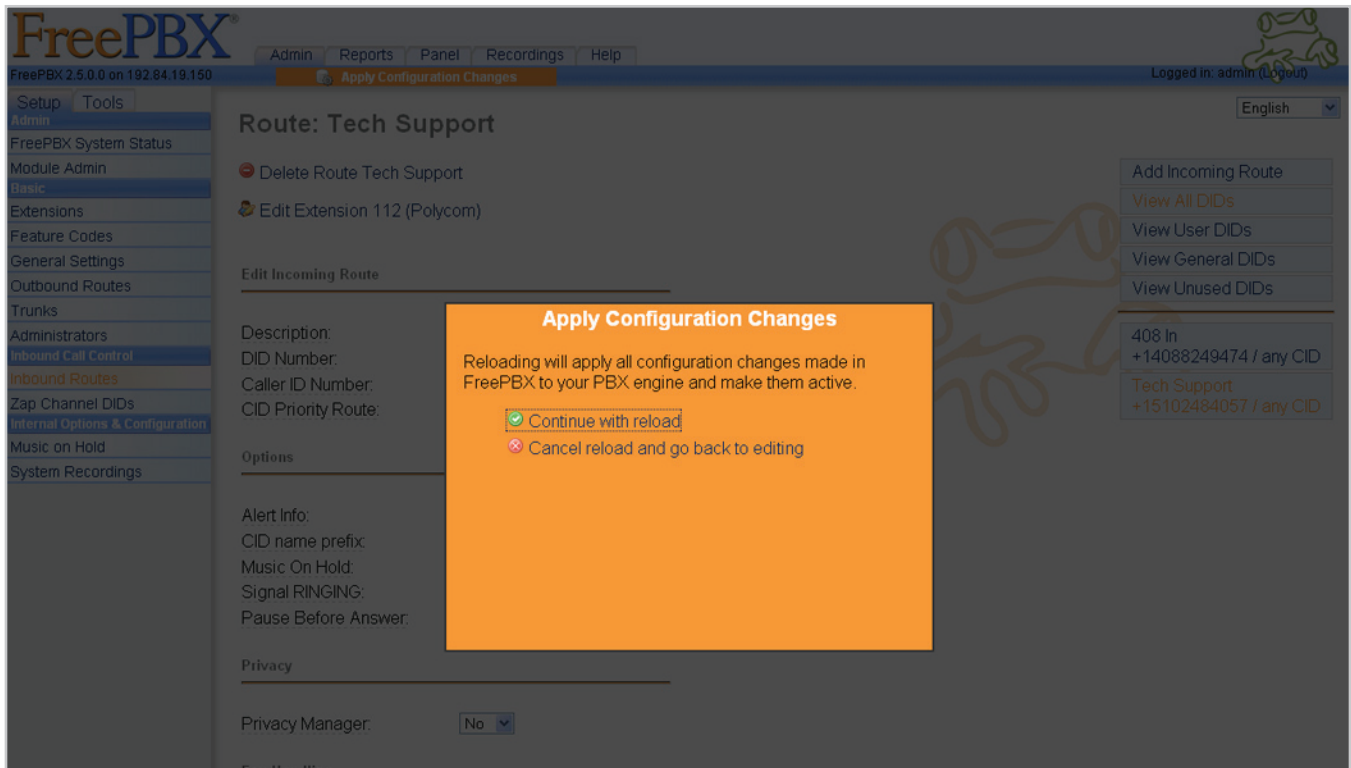 FreePBX®
Admin Reports Panel Recordings Help
FreePBX 2.5.0.0 on 192.84.19.150
Apply Configuration Changes
Logged in: admin (Logout)
Setup Tools
English
Admin
FreePBX System Status
Module Admin
Basic
Extensions
Feature Codes
General Settings
Outbound Routes
Trunks
Administrators
Inbound Call Control
Inbound Routes
Zap Channel DIDs
Internal Options & Configuration
Music on Hold
System Recordings
Route: Tech Support
Delete Route Tech Support
Edit Extension 112 (Polycom)
Edit Incoming Route
Description:
DID Number:
Caller ID Number:
CID Priority Route:
Options
Alert Info:
CID name prefix:
Music On Hold:
Signal RINGING:
Pause Before Answer:
Privacy
Privacy Manager: No
Apply Configuration Changes
Reloading will apply all configuration changes made in
FreePBX to your PBX engine and make them active.
Continue with reload
Cancel reload and go back to editing
Add Incoming Route
View All DIDs
View User DIDs
View General DIDs
View Unused DIDs
408 In
+14088249474 / any CID
Tech Support
+15102484057 / any CID